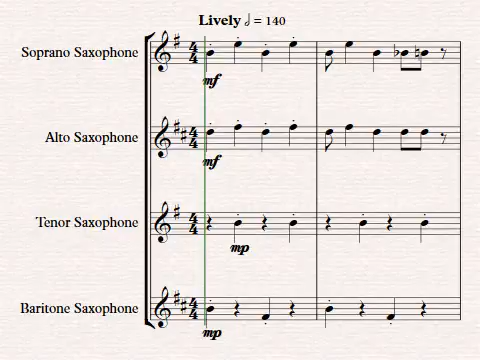 Lively 𝅗𝅥 = 140
Soprano Saxophone
mf
Alto Saxophone
mf
Tenor Saxophone
mp
Baritone Saxophone
mp